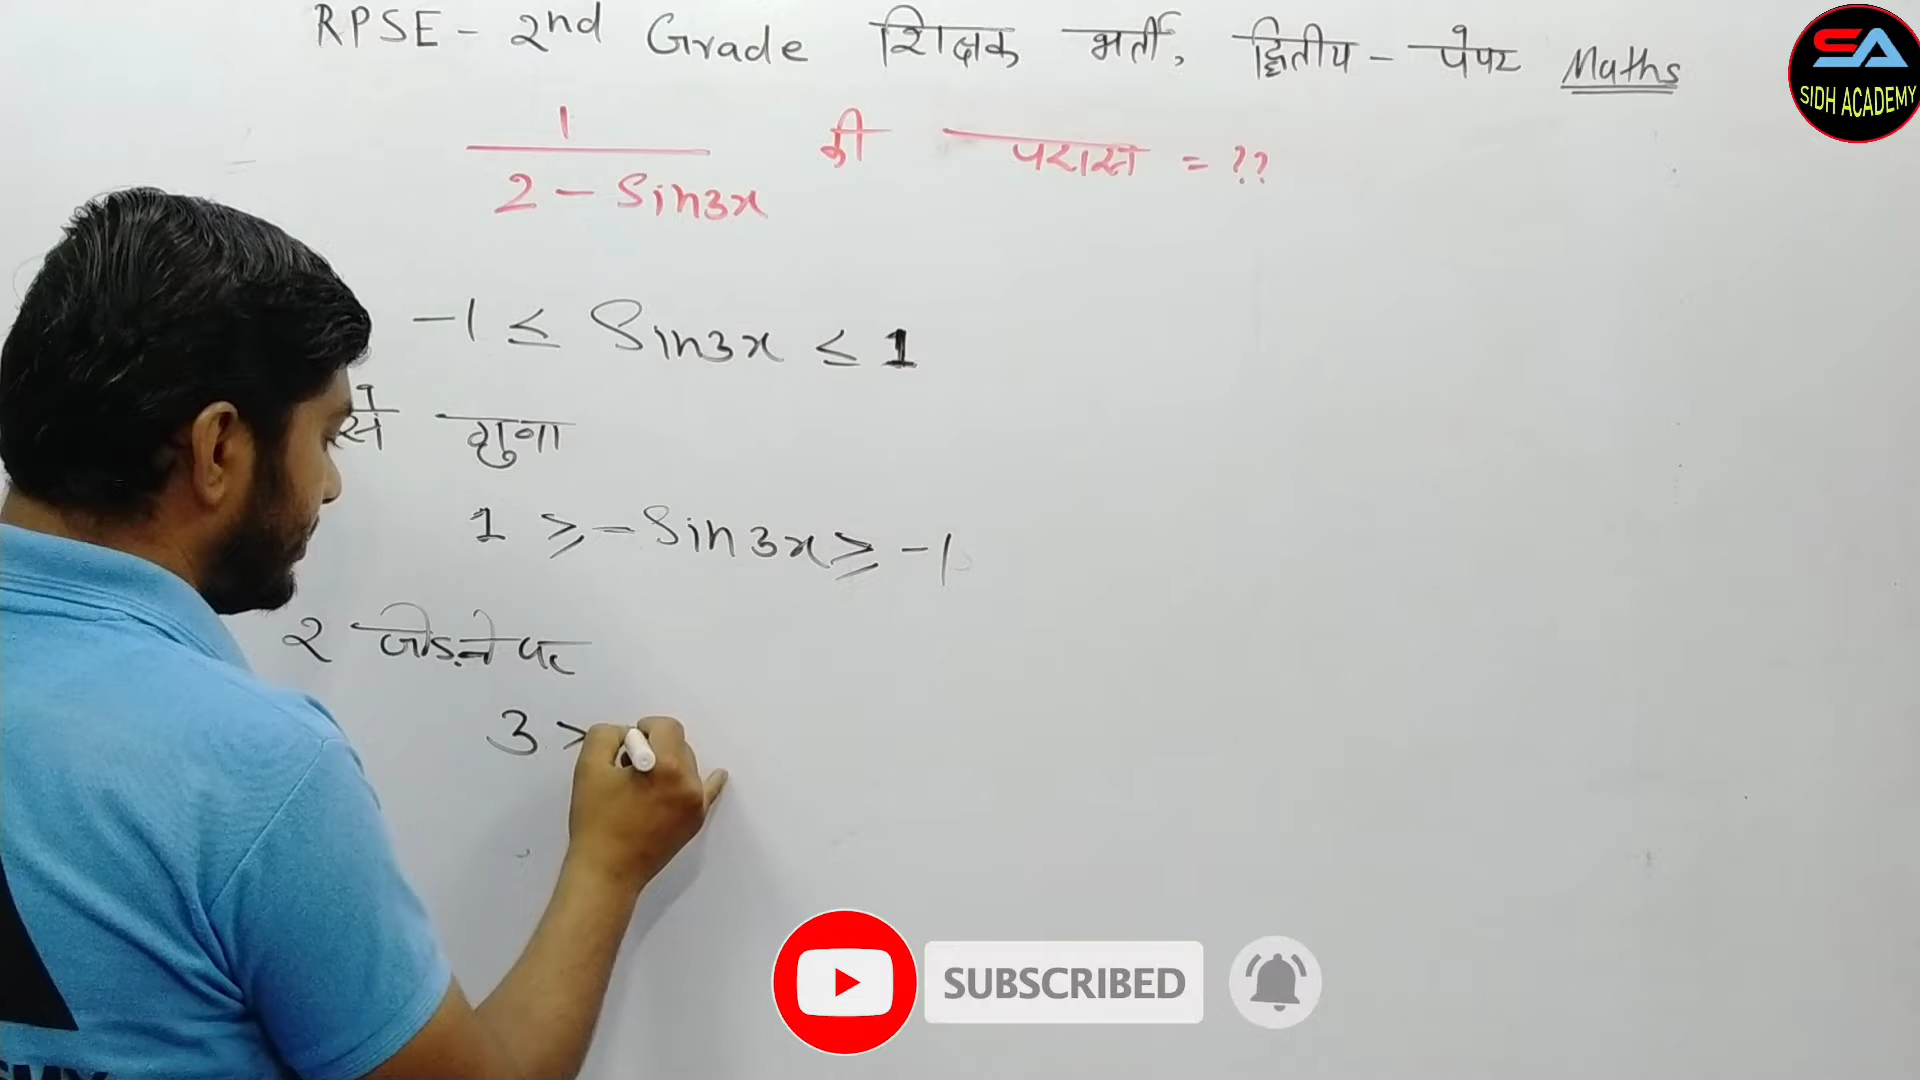 RPSE - 2nd Grade शिक्षक भर्ती, द्वितीय - पेपर Maths
SA
SIDH ACADEMY
1
2 - Sin3x
की परास = ??
-1 ≤ Sin3x ≤ 1
से गुणा
1 ≥ - Sin3x ≥ -1
2 जोड़ने पर
3 >
SUBSCRIBED